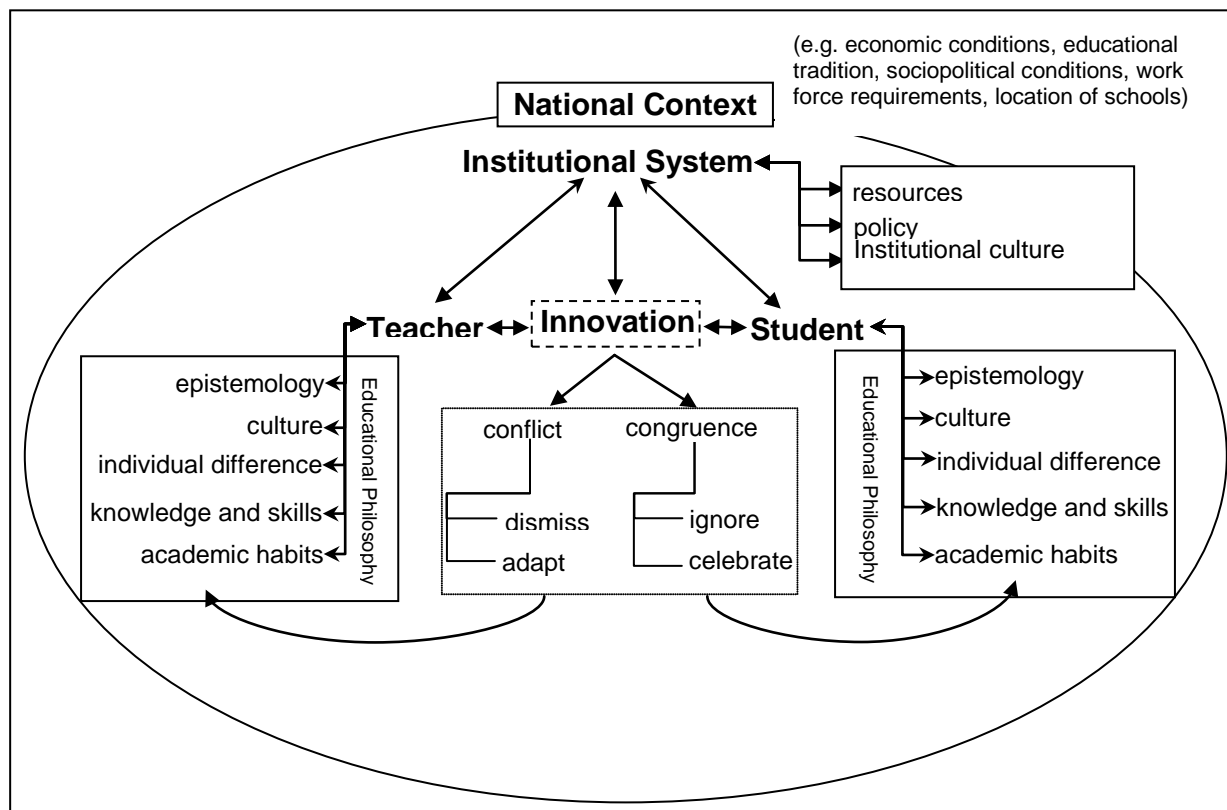 (e.g. economic conditions, educational
tradition, sociopolitical conditions, work
force requirements, location of schools)
National Context
Institutional System
resources
policy
Institutional culture
Teacher
Innovation
Student
epistemology
culture
individual difference
knowledge and skills
academic habits
Educational Philosophy
conflict
congruence
dismiss
ignore
adapt
celebrate
Educational Philosophy
epistemology
culture
individual difference
knowledge and skills
academic habits